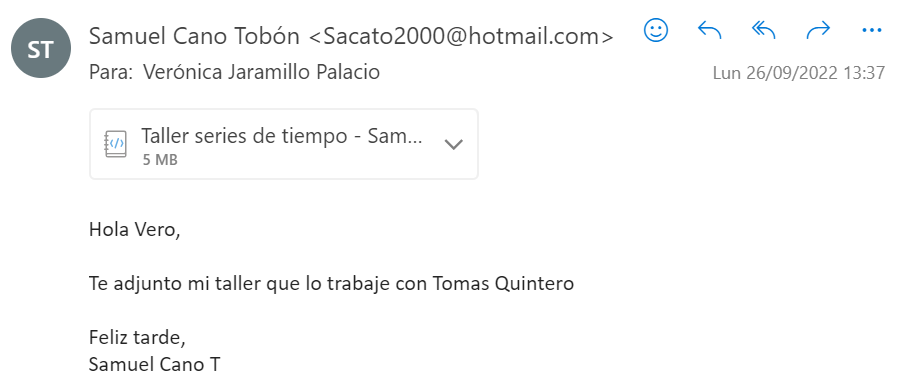 ST
Samuel Cano Tobón <Sacato2000@hotmail.com>
Para: Verónica Jaramillo Palacio
Lun 26/09/2022 13:37
Taller series de tiempo - Sam...
5 MB
Hola Vero,
Te adjunto mi taller que lo trabaje con Tomas Quintero
Feliz tarde,
Samuel Cano T